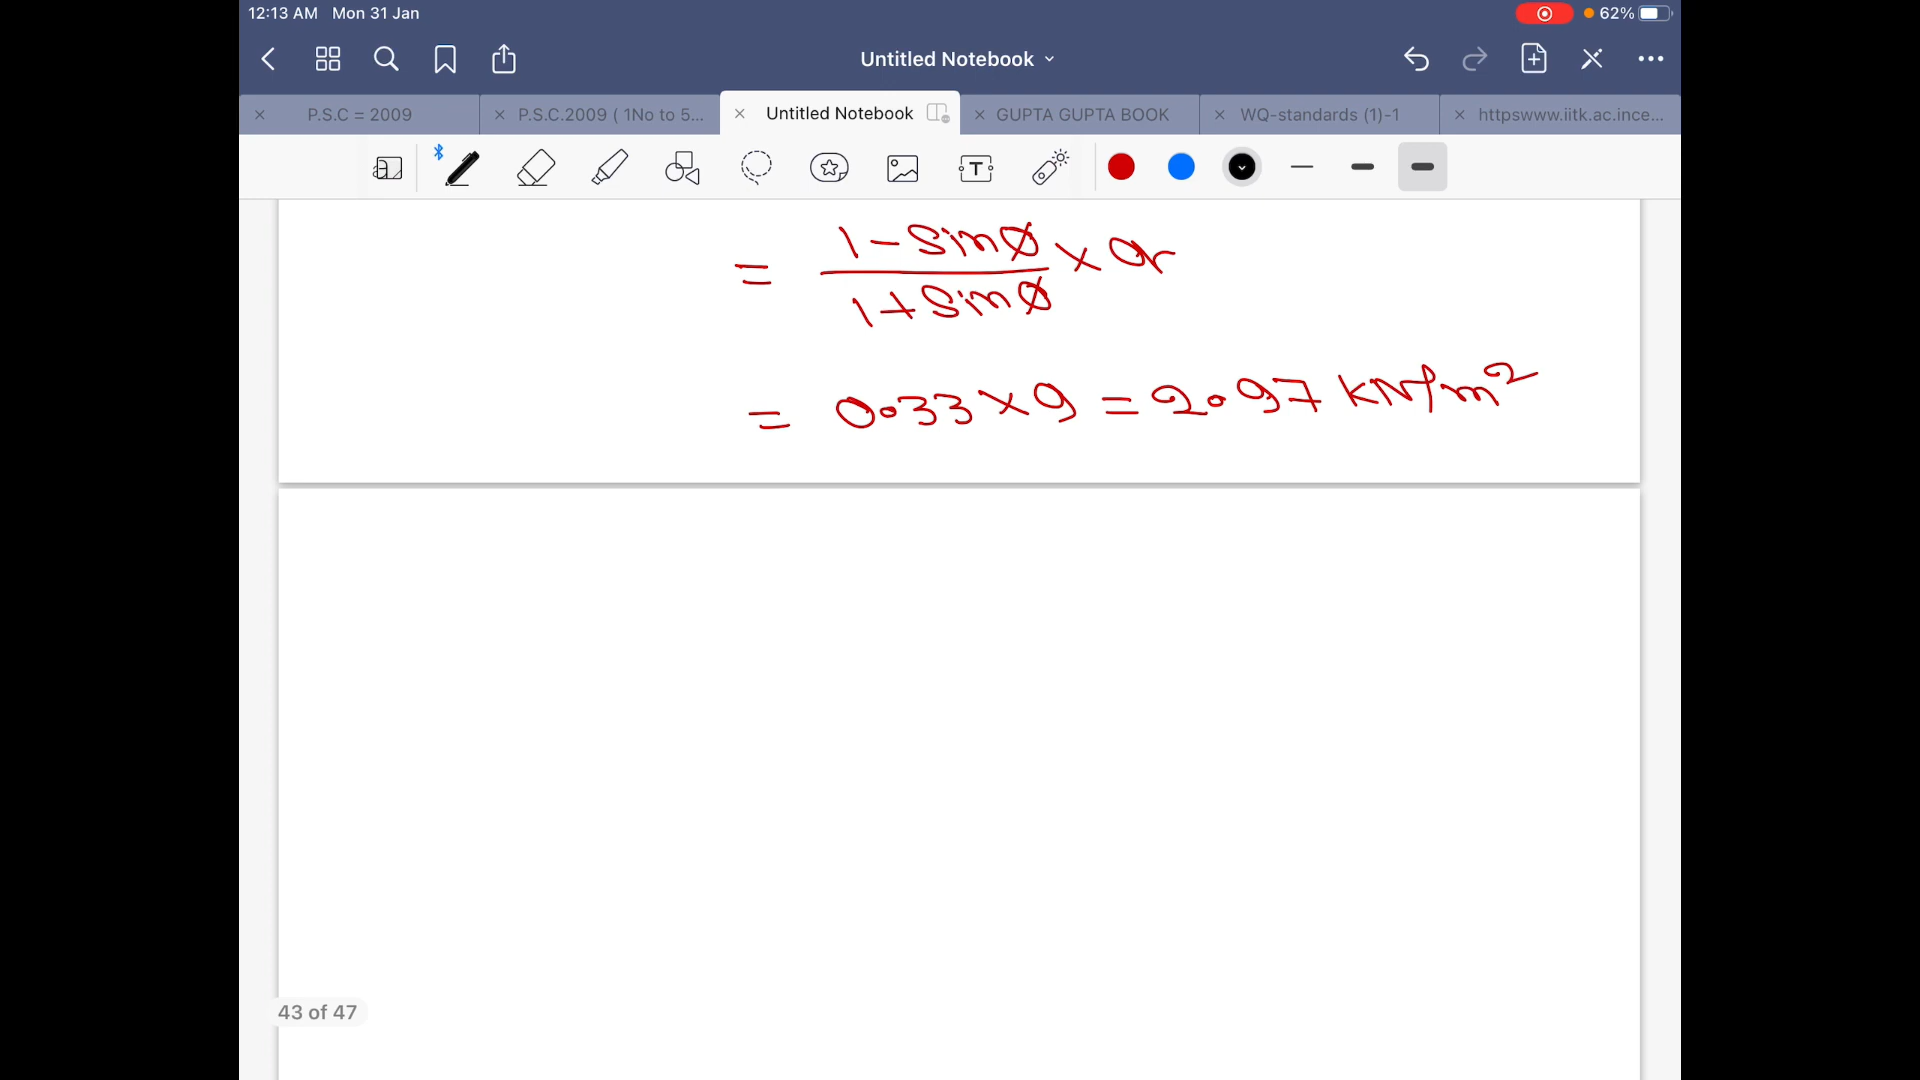 12:13 AM Mon 31 Jan
62%
Untitled Notebook
P.S.C = 2009
P.S.C.2009 ( 1No to 5...
Untitled Notebook
GUPTA GUPTA BOOK
WQ-standards (1)-1
httpswww.iitk.ac.ince...
= 1 - Sinφ / 1 + Sinφ × σr
= 0.33 × 9 = 2.97 kN/m²
43 of 47